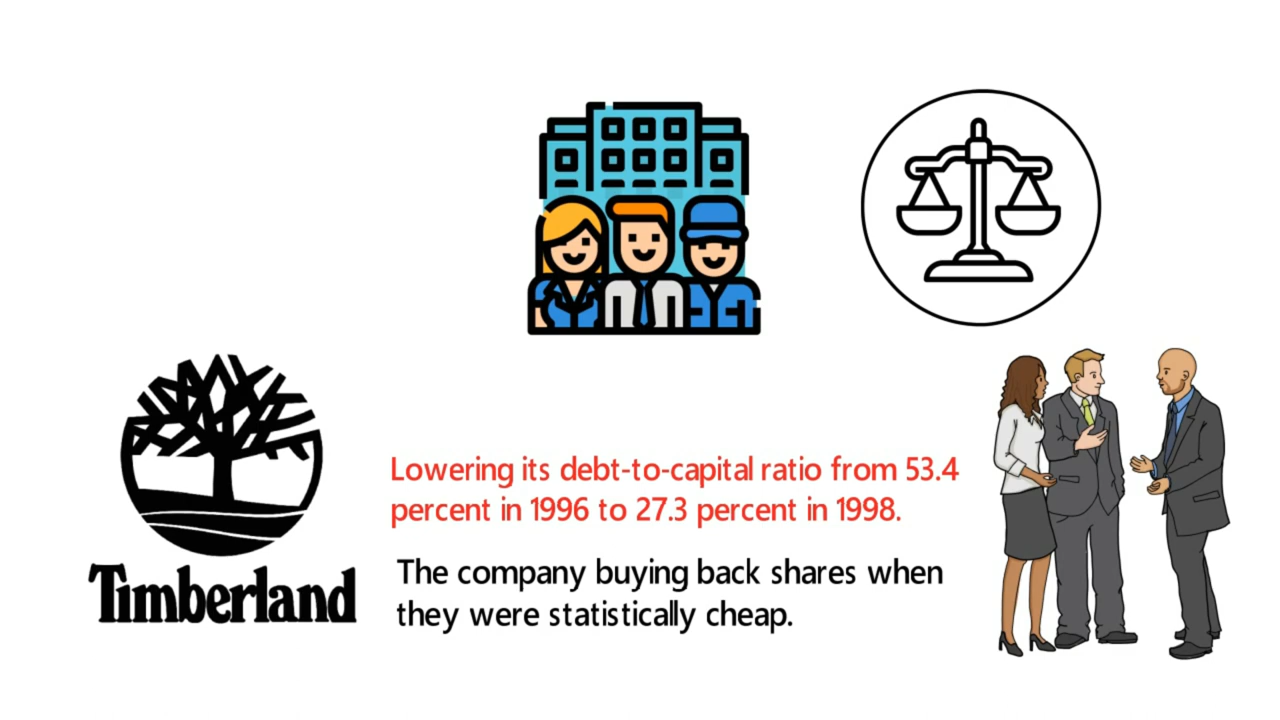 Lowering its debt-to-capital ratio from 53.4
percent in 1996 to 27.3 percent in 1998.
The company buying back shares when
they were statistically cheap.
Timberland